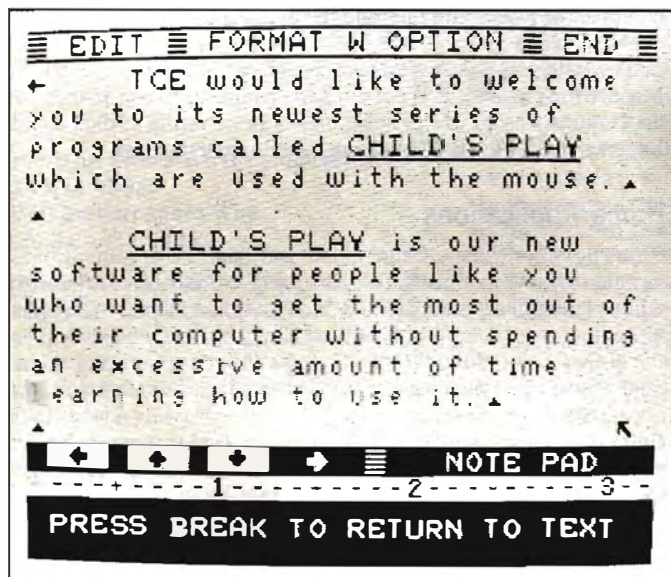 EDIT FORMAT W OPTION END
TCE would like to welcome
you to its newest series of
programs called CHILD'S PLAY
which are used with the mouse.
CHILD'S PLAY is our new
software for people like you
who want to get the most out of
their computer without spending
an excessive amount of time
learning how to use it.
NOTE PAD
- - - + - - - - 1 - - - - - - - - - 2 - - - - - - - - - 3 - -
PRESS BREAK TO RETURN TO TEXT